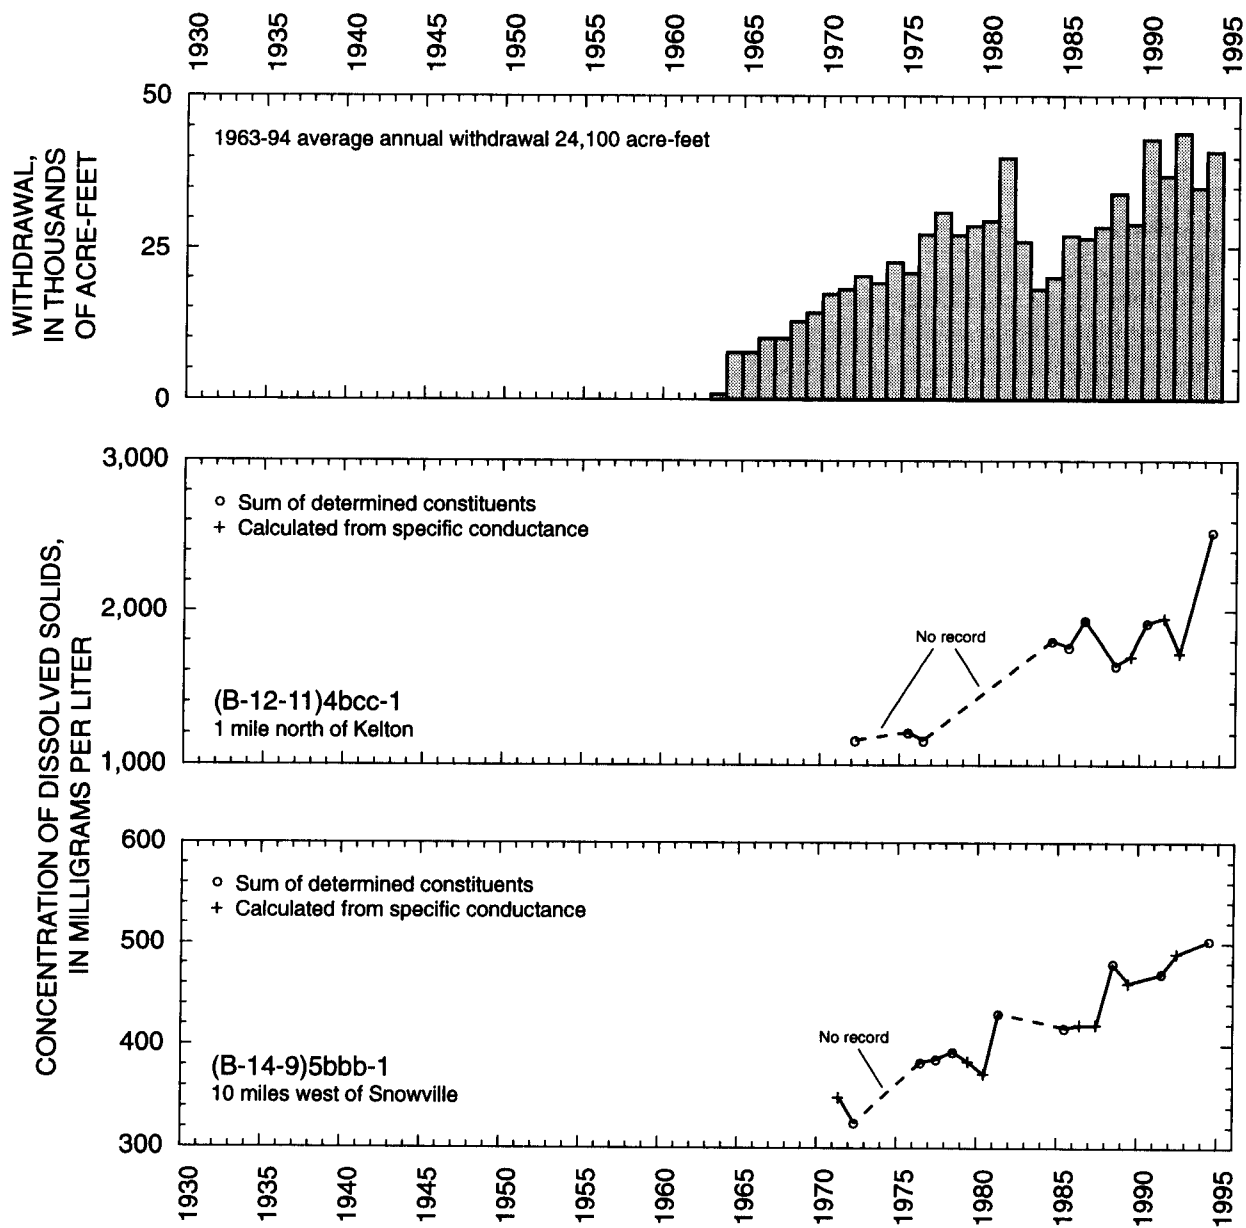 1930 1935 1940 1945 1950 1955 1960 1965 1970 1975 1980 1985 1990 1995
WITHDRAWAL,
IN THOUSANDS
OF ACRE-FEET
50
25
0
1963-94 average annual withdrawal 24,100 acre-feet
CONCENTRATION OF DISSOLVED SOLIDS,
IN MILLIGRAMS PER LITER
3,000
2,000
1,000
Sum of determined constituents
+ Calculated from specific conductance
No record
(B-12-11)4bcc-1
1 mile north of Kelton
600
500
400
300
Sum of determined constituents
+ Calculated from specific conductance
No record
(B-14-9)5bbb-1
10 miles west of Snowville
1930 1935 1940 1945 1950 1955 1960 1965 1970 1975 1980 1985 1990 1995